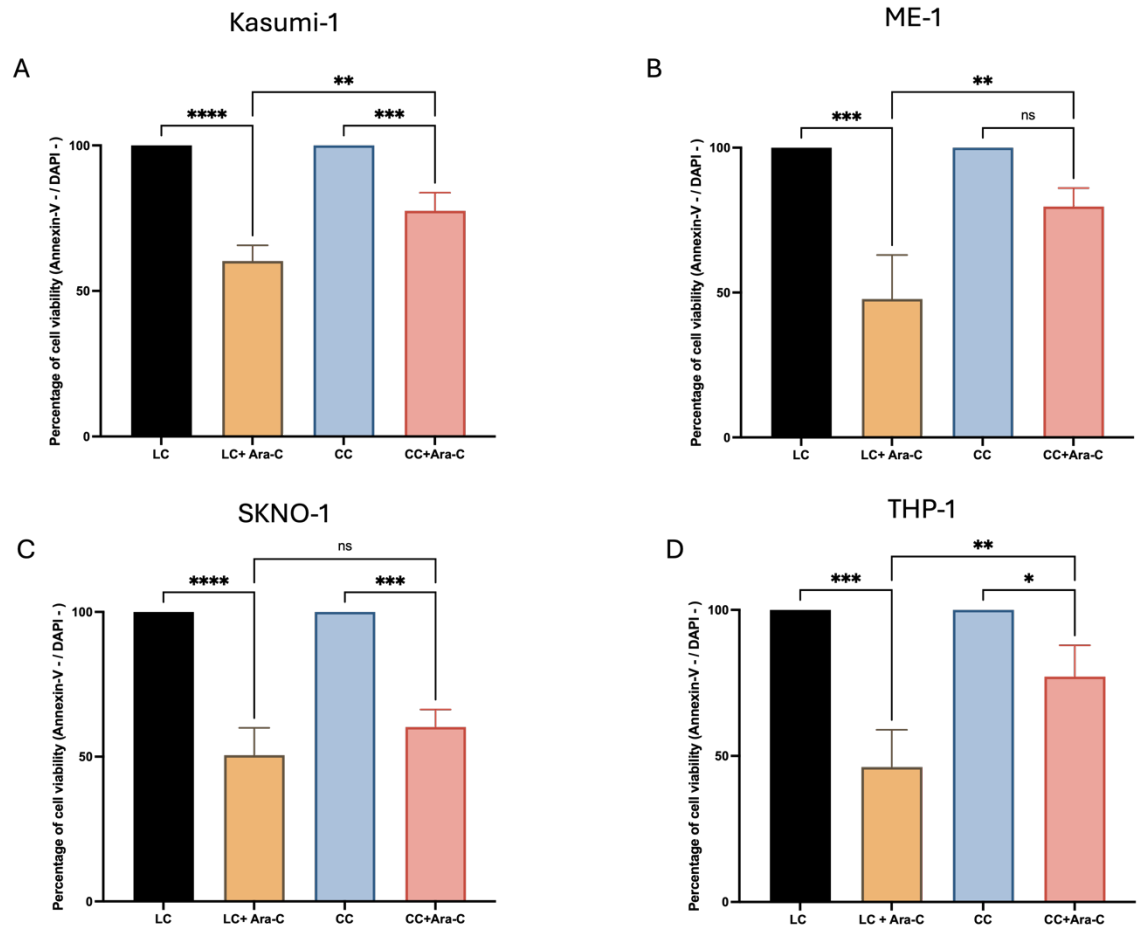 Kasumi-1
A
**
****
***
Percentage of cell viability (Annexin-V - / DAPI - )
100
50
0
LC
LC+ Ara-C
CC
CC+Ara-C
ME-1
B
**
***
ns
Percentage of cell viability (Annexin-V - / DAPI - )
100
50
0
LC
LC+ Ara-C
CC
CC+Ara-C
SKNO-1
C
ns
****
***
Percentage of cell viability (Annexin-V - / DAPI - )
100
50
0
LC
LC+ Ara-C
CC
CC+Ara-C
THP-1
D
**
***
*
Percentage of cell viability (Annexin-V - / DAPI - )
100
50
0
LC
LC + Ara-C
CC
CC+Ara-C